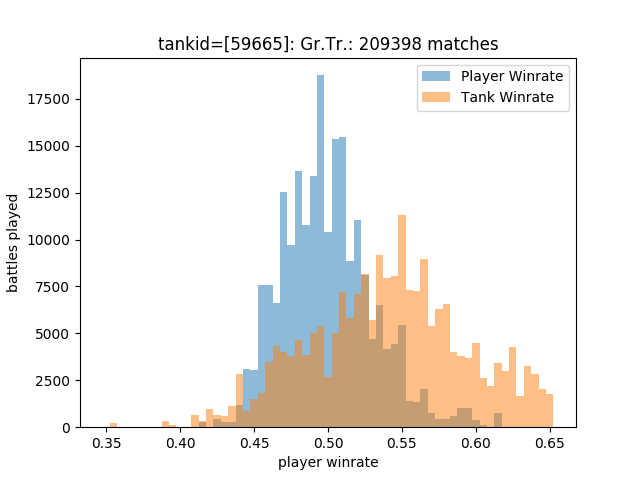 tankid=[59665]: Gr.Tr.: 209398 matches
Player Winrate
Tank Winrate
17500
15000
12500
10000
7500
5000
2500
0
battles played
0.35 0.40 0.45 0.50 0.55 0.60 0.65
player winrate